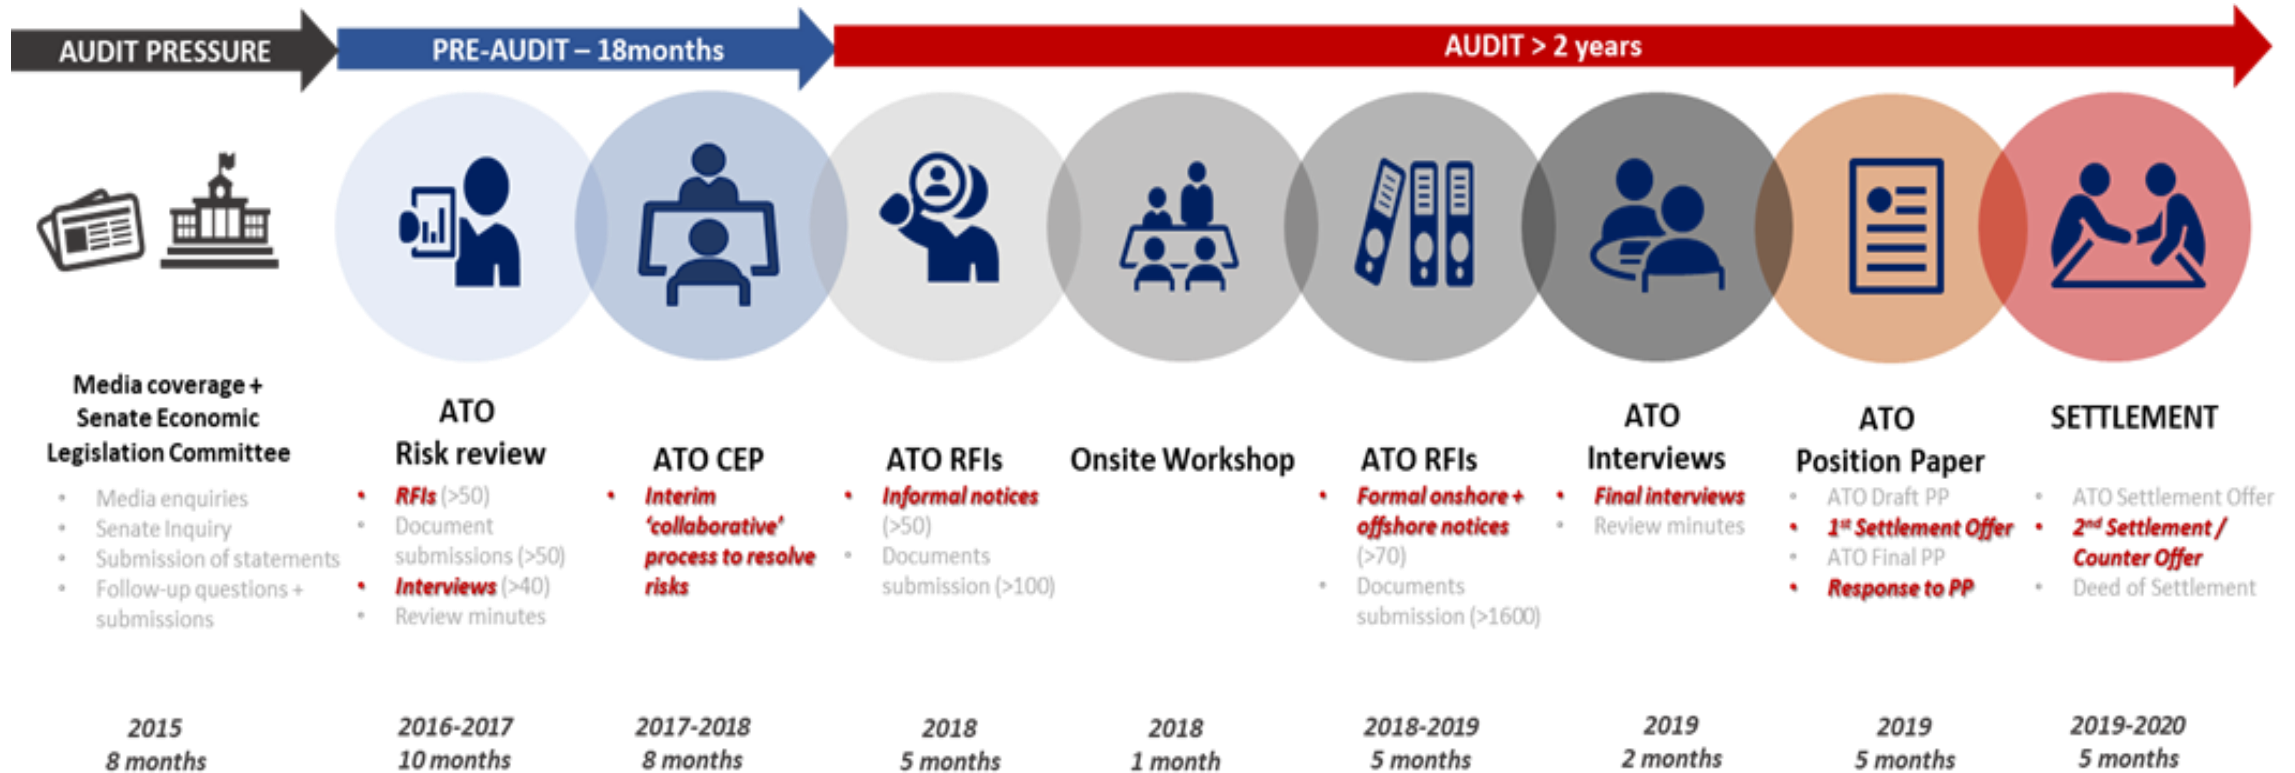 AUDIT PRESSURE
PRE-AUDIT – 18months
AUDIT > 2 years
Media coverage +
Senate Economic
Legislation Committee
• Media enquiries
• Senate Inquiry
• Submission of statements
• Follow-up questions +
submissions
2015
8 months
ATO
Risk review
• RFIs (>50)
• Document
submissions (>50)
• Interviews (>40)
• Review minutes
2016-2017
10 months
ATO CEP
• Interim
‘collaborative’
process to resolve
risks
2017-2018
8 months
ATO RFIs
• Informal notices
(>50)
• Documents
submission (>100)
2018
5 months
Onsite Workshop
2018
1 month
ATO RFIs
• Formal onshore +
offshore notices
(>70)
• Documents
submission (>1600)
2018-2019
5 months
ATO
Interviews
• Final interviews
• Review minutes
2019
2 months
ATO
Position Paper
• ATO Draft PP
• 1st Settlement Offer
• ATO Final PP
• Response to PP
2019
5 months
SETTLEMENT
• ATO Settlement Offer
• 2nd Settlement /
Counter Offer
• Deed of Settlement
2019-2020
5 months